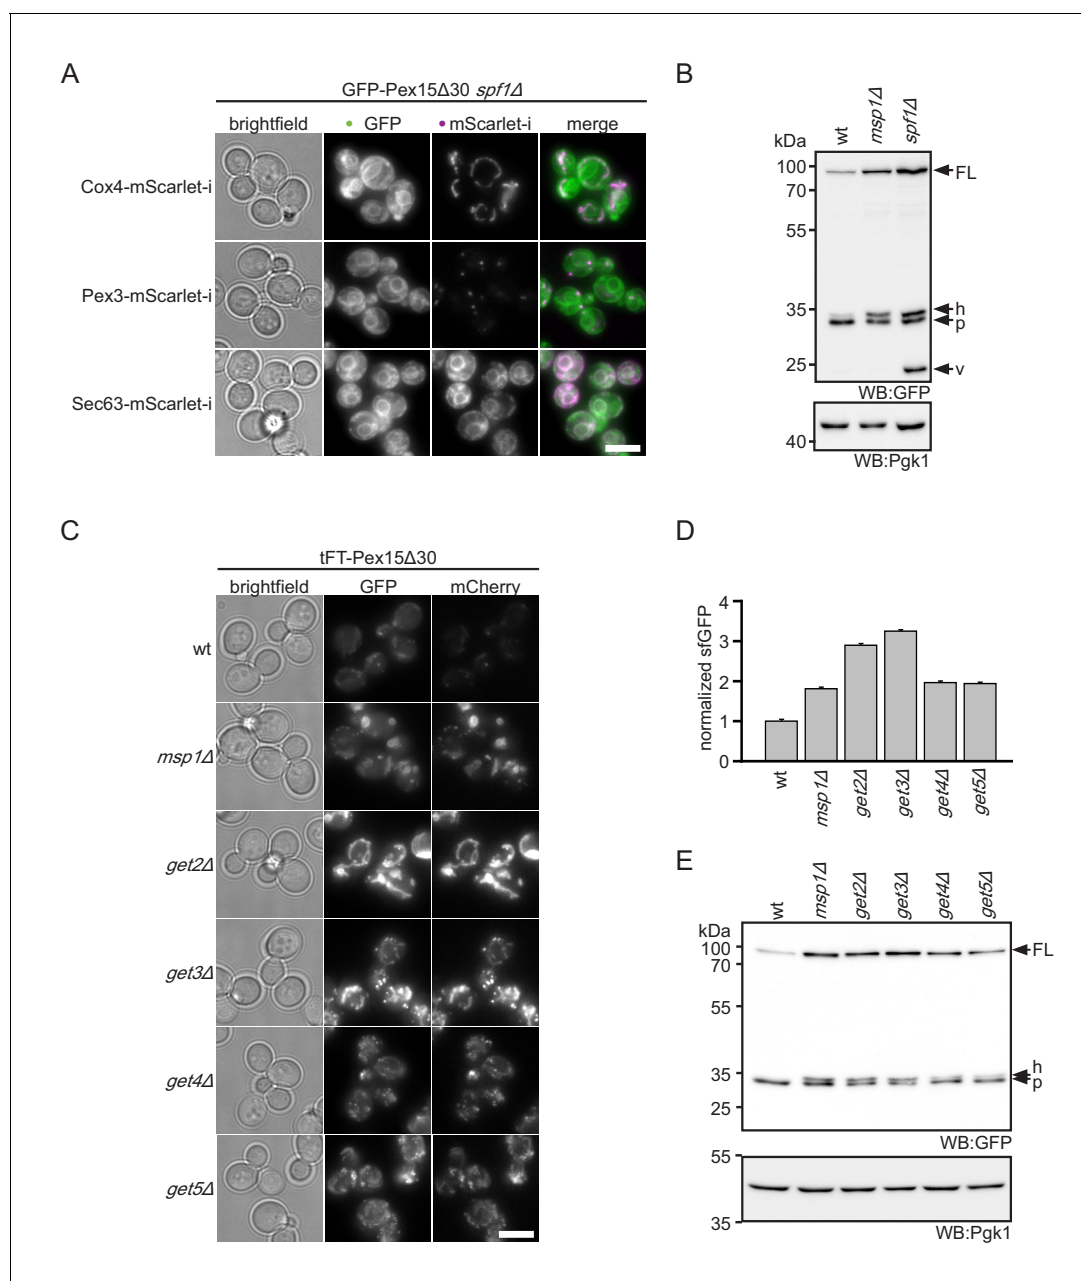 A
GFP-Pex15Δ30 spf1Δ
brightfield • GFP • mScarlet-i merge
Cox4-mScarlet-i
Pex3-mScarlet-i
Sec63-mScarlet-i
B
wt msp1Δ spf1Δ
kDa
100
70
55
35
25
FL
h
p
v
WB:GFP
40
WB:Pgk1
C
tFT-Pex15Δ30
brightfield GFP mCherry
wt
msp1Δ
get2Δ
get3Δ
get4Δ
get5Δ
D
normalized sfGFP
4
3
2
1
0
wt msp1Δ get2Δ get3Δ get4Δ get5Δ
E
wt msp1Δ get2Δ get3Δ get4Δ get5Δ
kDa
100
70
55
35
25
FL
h
p
WB:GFP
55
35
WB:Pgk1